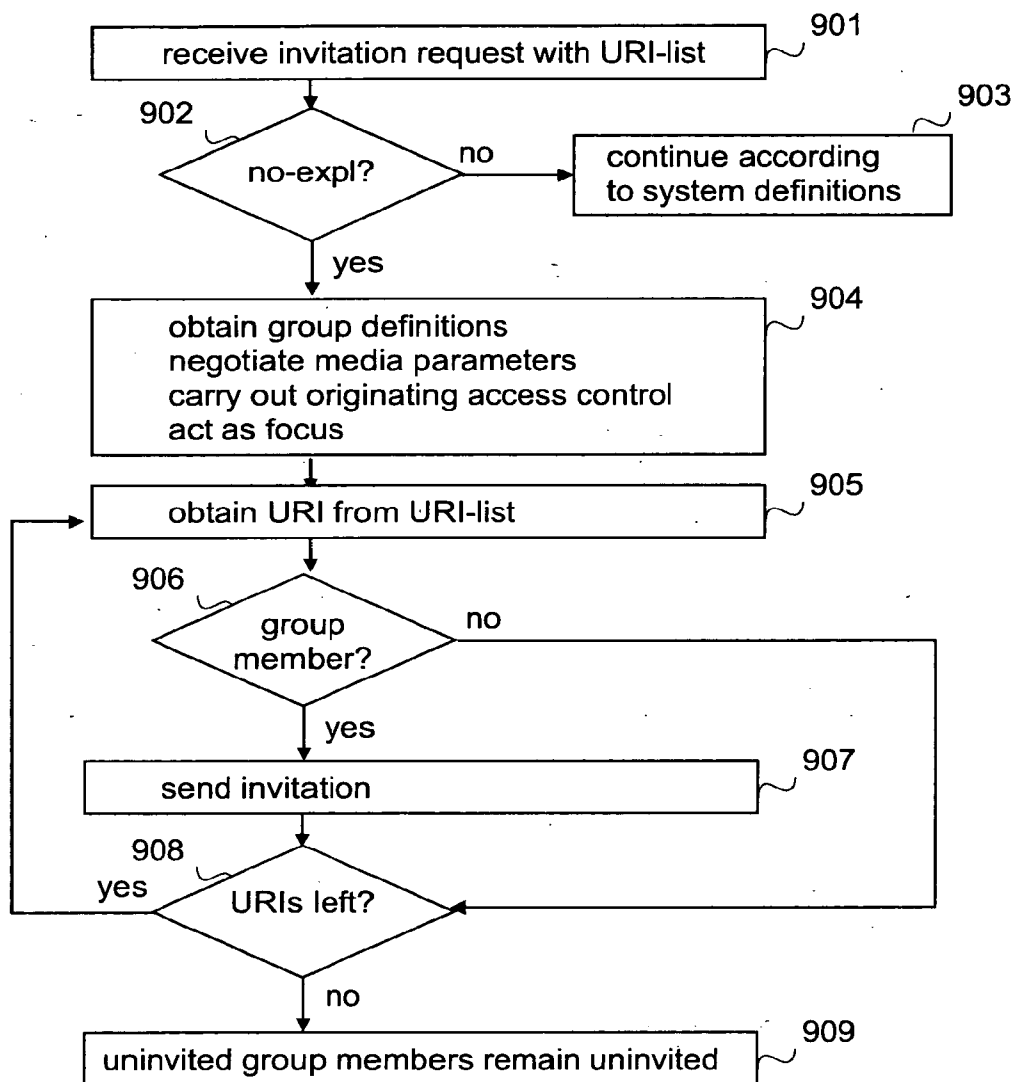 901
receive invitation request with URI-list
902
903
no-expl?
no
continue according
to system definitions
yes
904
obtain group definitions
negotiate media parameters
carry out originating access control
act as focus
905
obtain URI from URI-list
906
no
group
member?
yes
907
send invitation
908
yes
URIs left?
no
909
uninvited group members remain uninvited